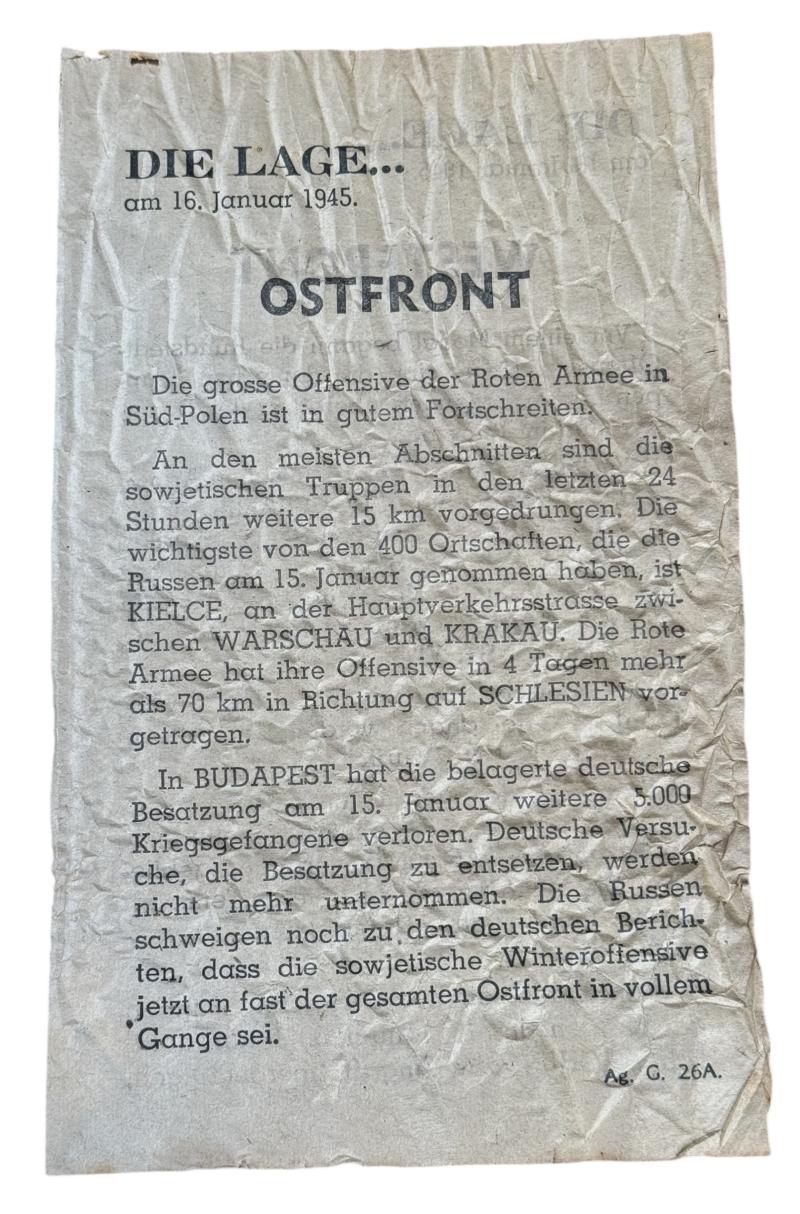 DIE LAGE...
am 16. Januar 1945.
OSTFRONT
Die grosse Offensive der Roten Armee in
Süd-Polen ist in gutem Fortschreiten.
An den meisten Abschnitten sind die
sowjetischen Truppen in den letzten 24
Stunden weitere 15 km vorgedrungen. Die
wichtigste von den 400 Ortschaften, die die
Russen am 15. Januar genommen haben, ist
KIELCE, an der Hauptverkehrsstrasse zwi-
schen WARSCHAU und KRAKAU. Die Rote
Armee hat ihre Offensive in 4 Tagen mehr
als 70 km in Richtung auf SCHLESIEN vor-
getragen.
In BUDAPEST hat die belagerte deutsche
Besatzung am 15. Januar weitere 5.000
Kriegsgefangene verloren. Deutsche Versu-
che, die Besatzung zu entsetzen, werden
nicht mehr unternommen. Die Russen
schweigen noch zu den deutschen Berich-
ten, dass die sowjetische Winteroffensive
jetzt an fast der gesamten Ostfront in vollem
Gange sei.
Ag. G. 26A.